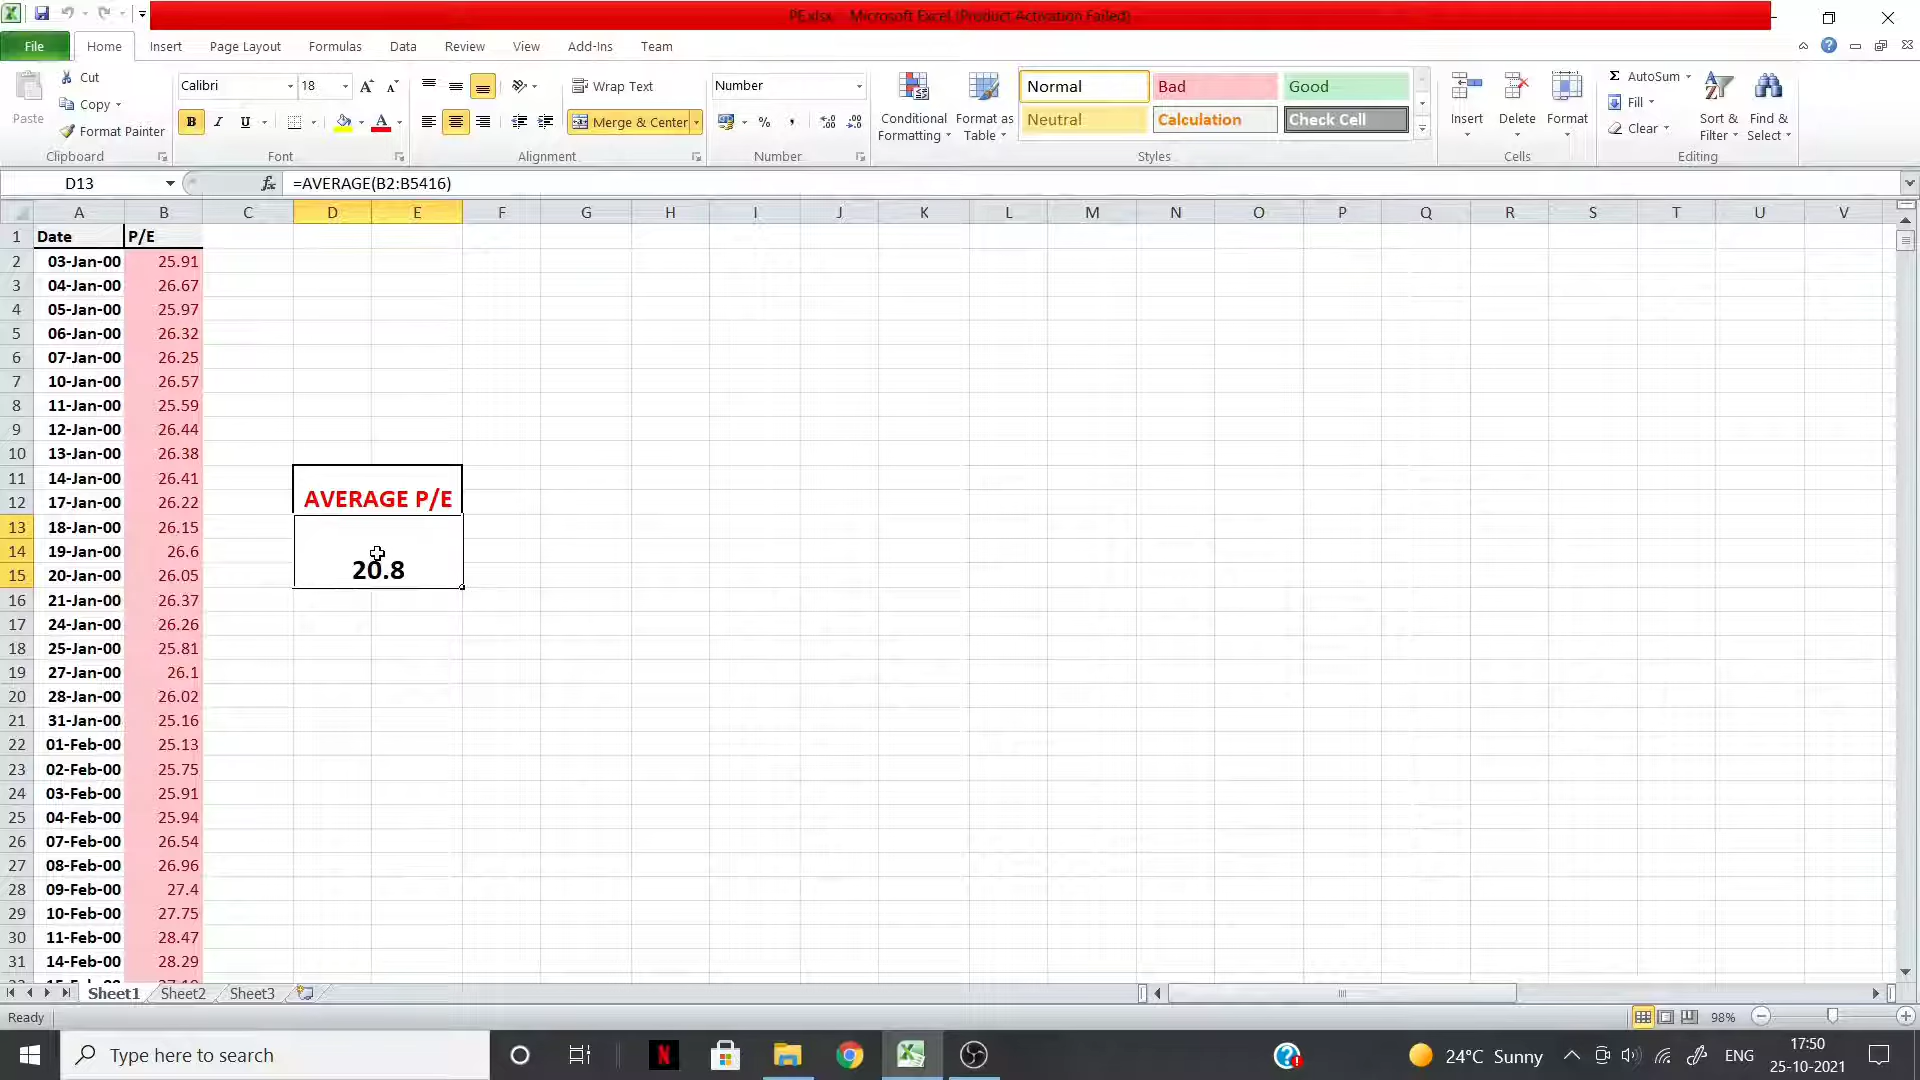 PE.xlsx - Microsoft Excel (Product Activation Failed)
File Home Insert Page Layout Formulas Data Review View Add-Ins Team
Paste Cut Copy Format Painter Clipboard
Calibri 18 A A B I U A Font
Wrap Text Merge & Center Alignment
Number % , Number
Conditional Formatting Format as Table Normal Bad Good Neutral Calculation Check Cell Styles
Insert Delete Format Cells
Σ AutoSum Fill Clear Sort & Filter Find & Select Editing
D13 fx =AVERAGE(B2:B5416)
A B C D E F G H I J K L M N O P Q R S T U V
1 Date P/E
2 03-Jan-00 25.91
3 04-Jan-00 26.67
4 05-Jan-00 25.97
5 06-Jan-00 26.32
6 07-Jan-00 26.25
7 10-Jan-00 26.57
8 11-Jan-00 25.59
9 12-Jan-00 26.44
10 13-Jan-00 26.38
11 14-Jan-00 26.41
12 17-Jan-00 26.22 AVERAGE P/E
13 18-Jan-00 26.15
14 19-Jan-00 26.6
15 20-Jan-00 26.05 20.8
16 21-Jan-00 26.37
17 24-Jan-00 26.26
18 25-Jan-00 25.81
19 27-Jan-00 26.1
20 28-Jan-00 26.02
21 31-Jan-00 25.16
22 01-Feb-00 25.13
23 02-Feb-00 25.75
24 03-Feb-00 25.91
25 04-Feb-00 25.94
26 07-Feb-00 26.54
27 08-Feb-00 26.96
28 09-Feb-00 27.4
29 10-Feb-00 27.75
30 11-Feb-00 28.47
31 14-Feb-00 28.29
Sheet1 Sheet2 Sheet3
Ready 98%
Type here to search N 24°C Sunny ENG 17:50
25-10-2021